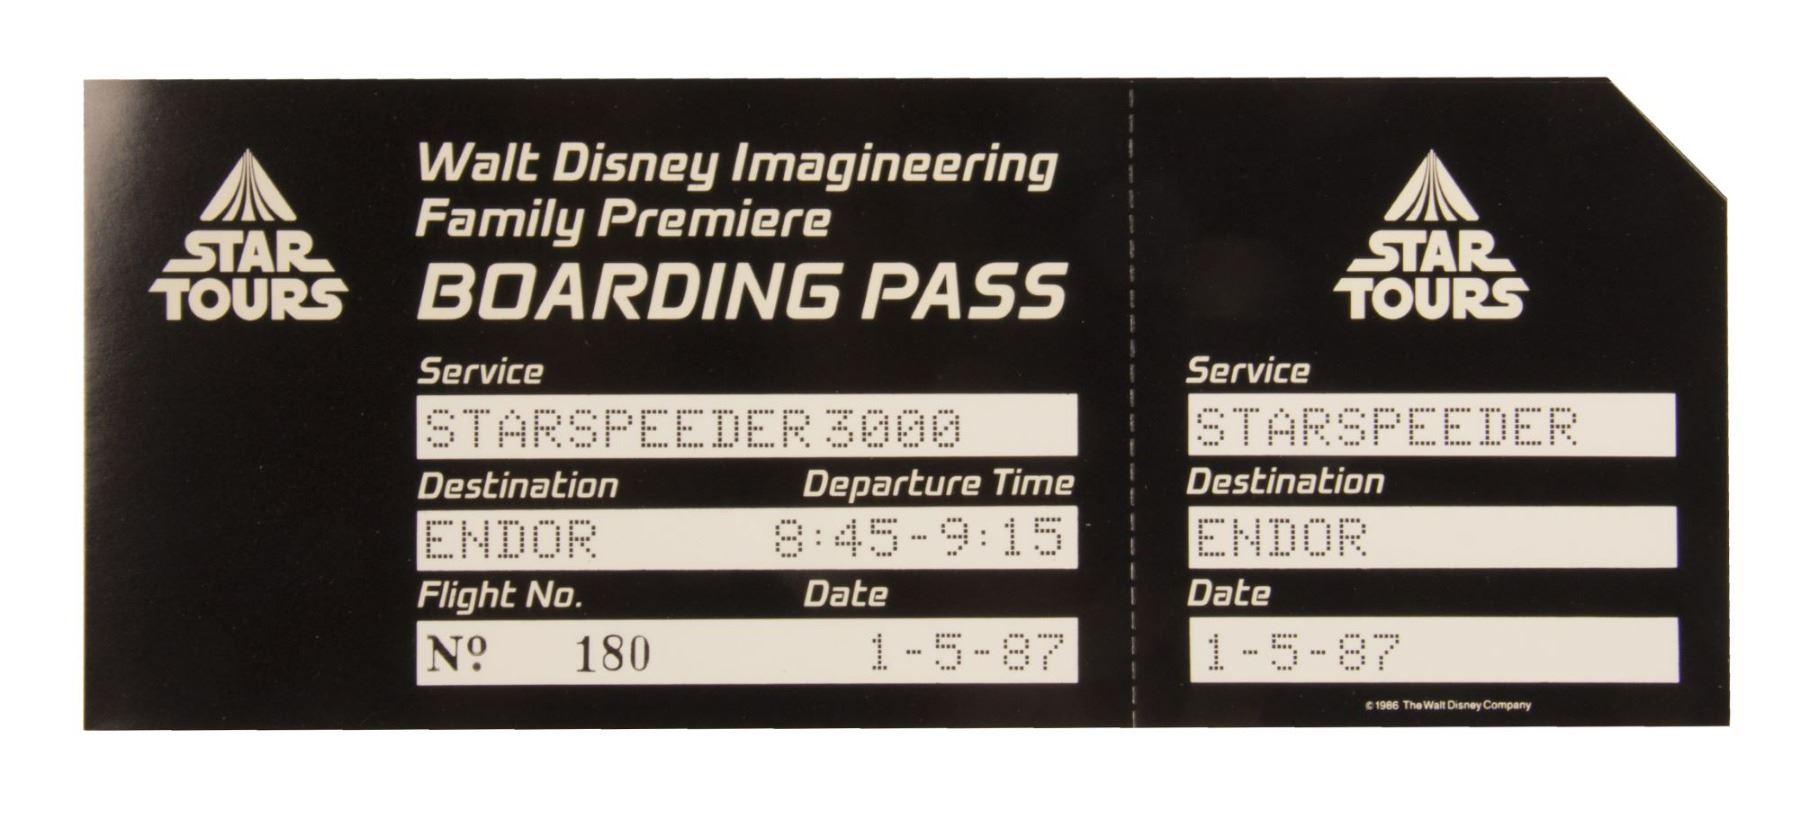 STAR
TOURS
Walt Disney Imagineering
Family Premiere
BOARDING PASS
Service
STARSPEEDER 3000
Destination Departure Time
ENDOR 8:45-9:15
Flight No. Date
Nº 180 1-5-87
STAR
TOURS
Service
STARSPEEDER
Destination
ENDOR
Date
1-5-87
©1986 The Walt Disney Company